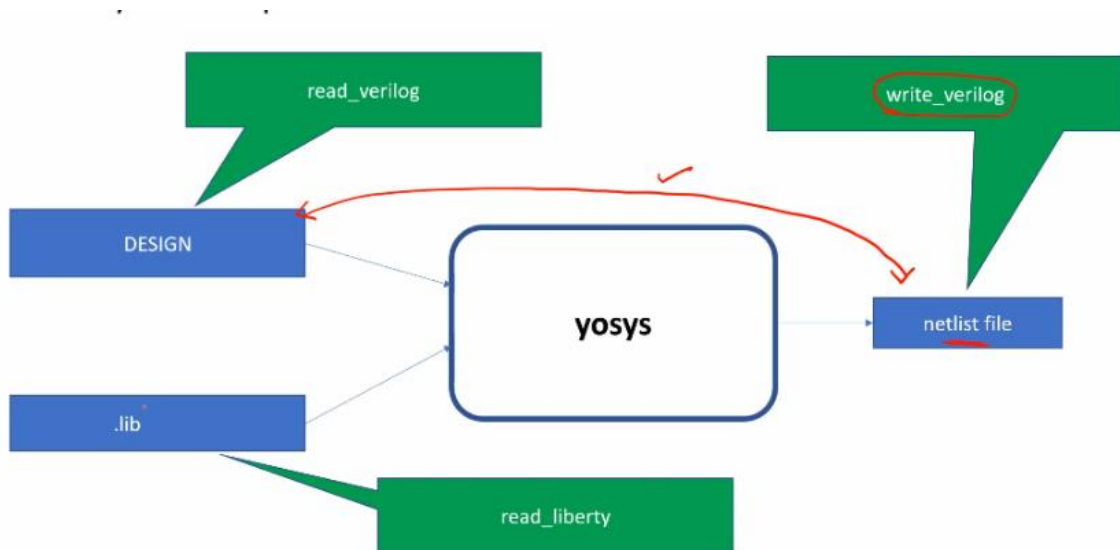 read_verilog
write_verilog
DESIGN
yosys
netlist file
.lib
read_liberty